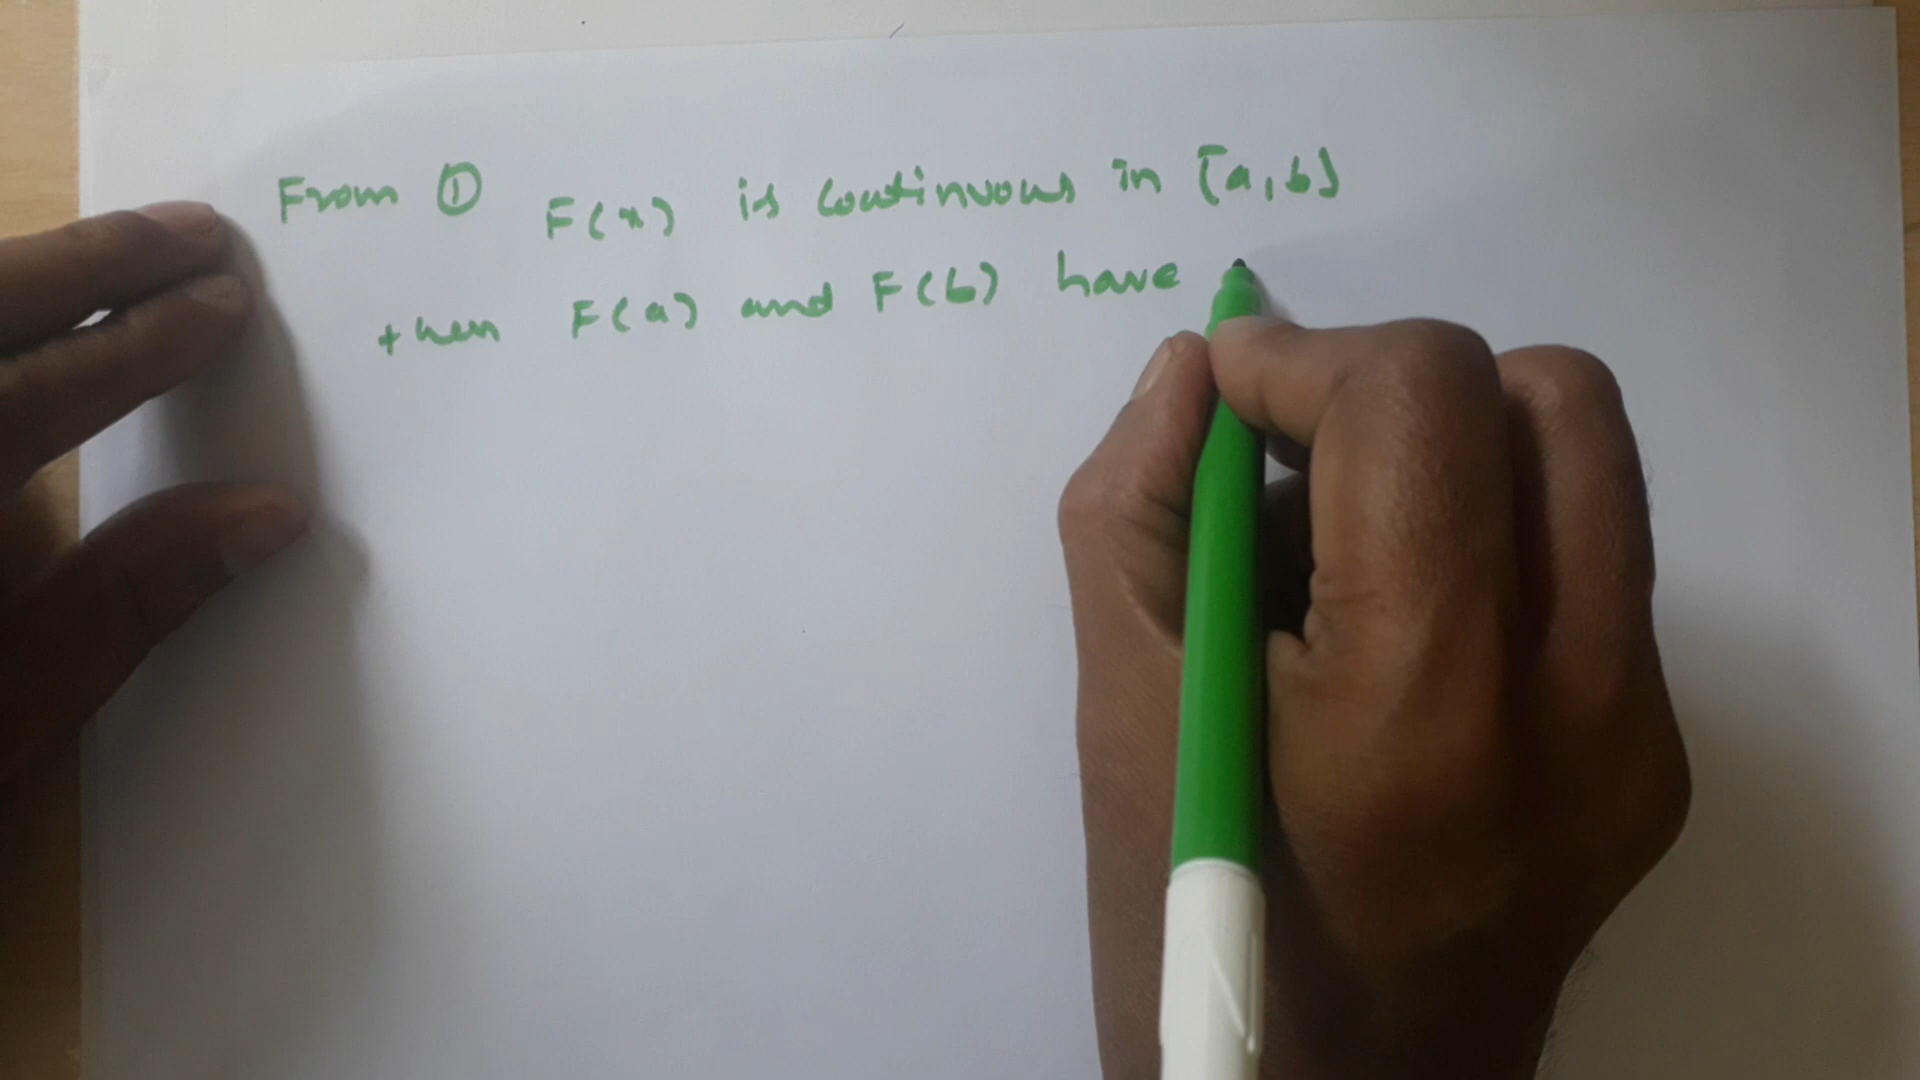 From ① F(x) is continuous in [a,b]
then F(a) and F(b) have